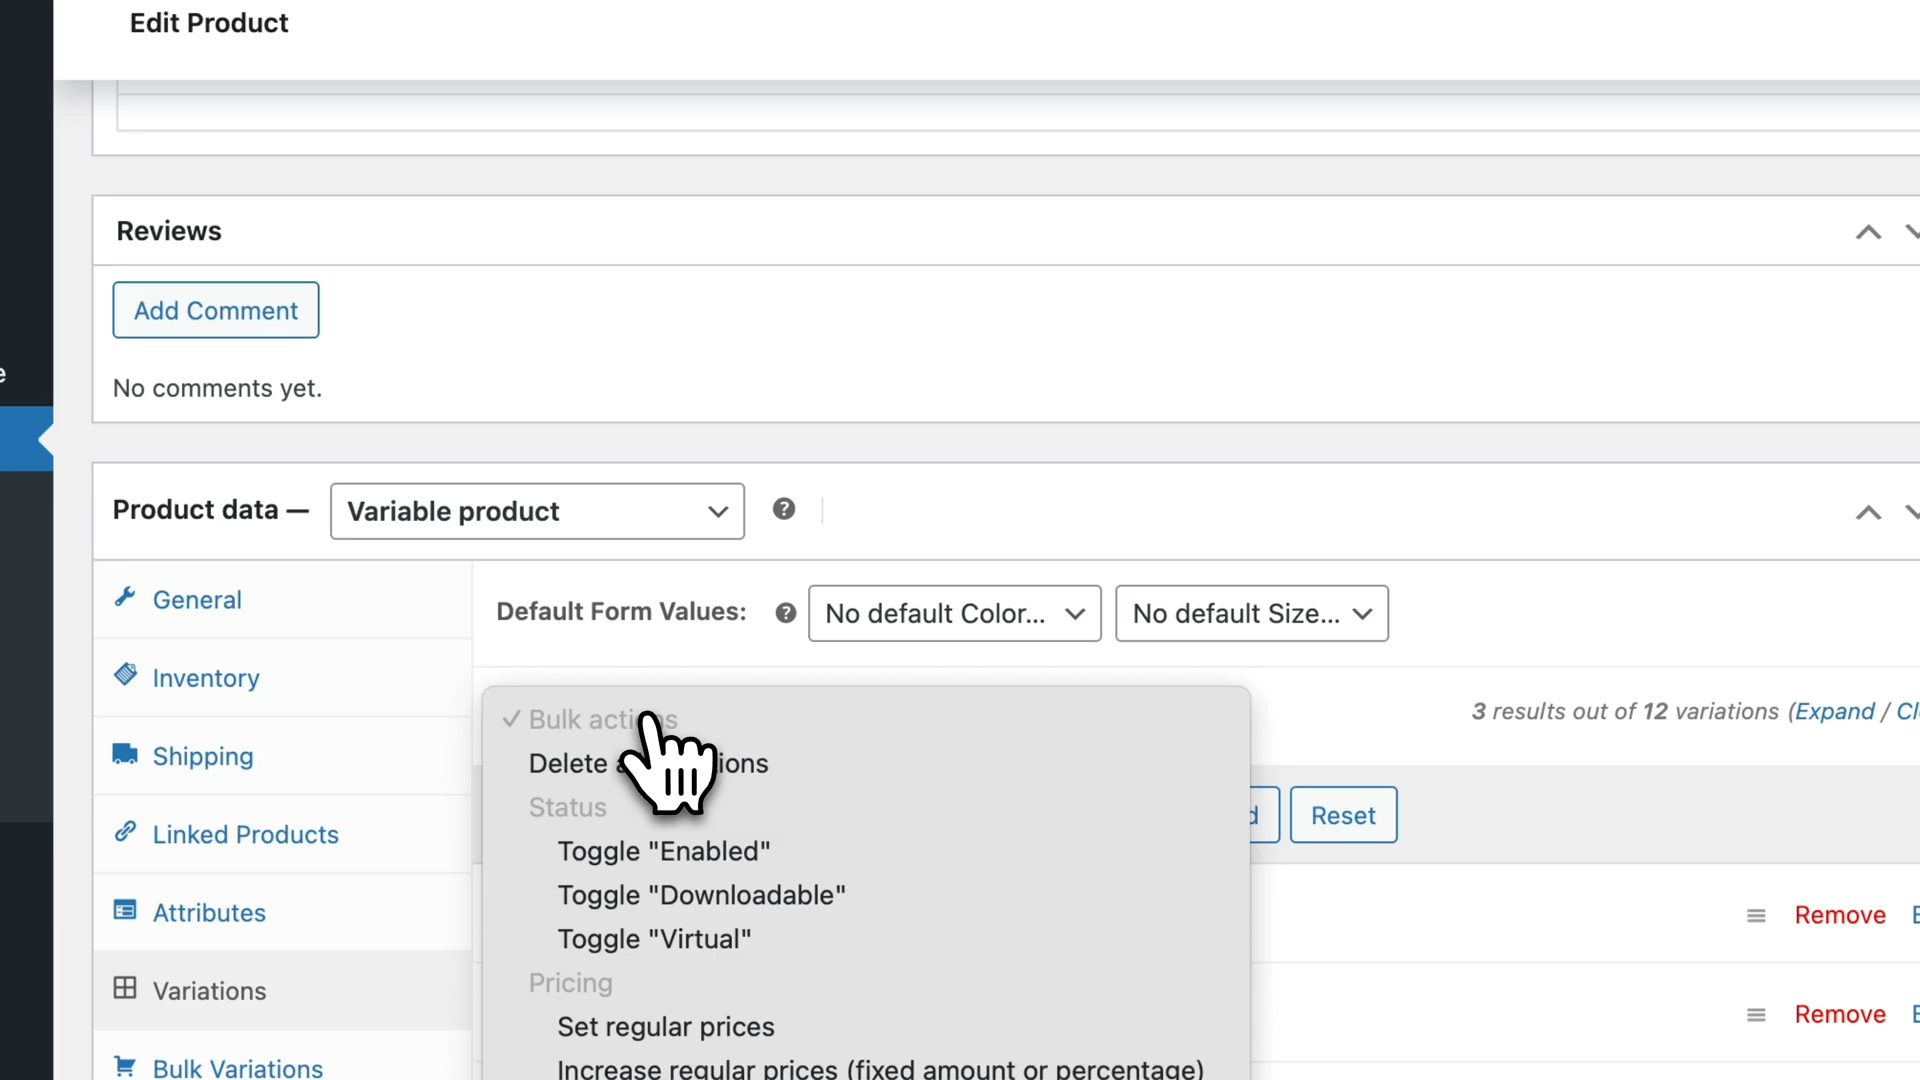 Edit Product
Reviews
Add Comment
No comments yet.
Product data —
Variable product
General
Inventory
Shipping
Linked Products
Attributes
Variations
Bulk Variations
Default Form Values:
No default Color...
No default Size...
Bulk actions
Delete variations
Status
Toggle "Enabled"
Toggle "Downloadable"
Toggle "Virtual"
Pricing
Set regular prices
Increase regular prices (fixed amount or percentage)
3 results out of 12 variations (Expand /
Reset
Remove
Remove